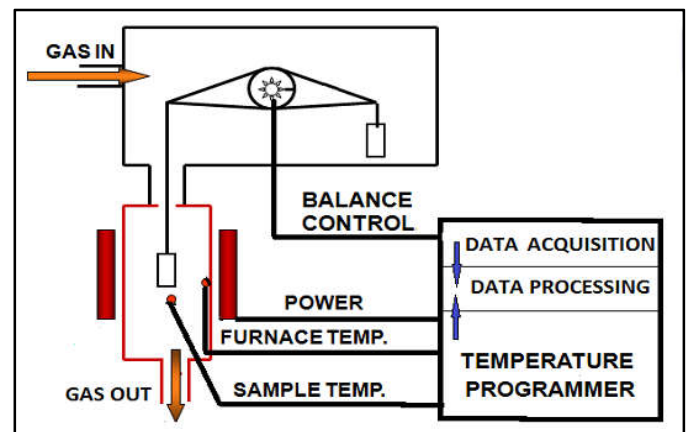 GAS IN
BALANCE
CONTROL
DATA ACQUISITION
DATA PROCESSING
POWER
FURNACE TEMP.
TEMPERATURE
PROGRAMMER
GAS OUT
SAMPLE TEMP.